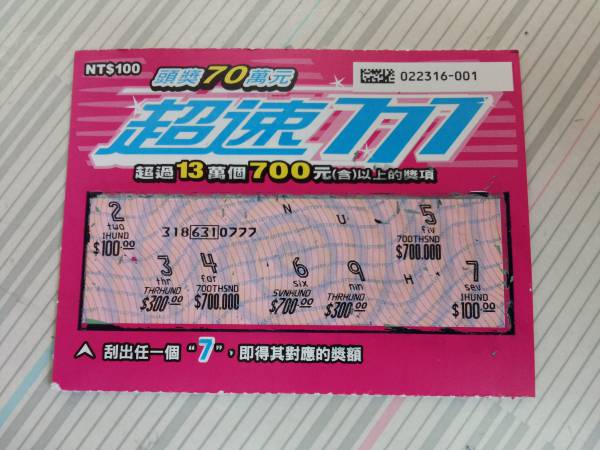 NT$100
頭獎70萬元
022316-001
超速777
超過13萬個700元(含)以上的獎項
2
two
1HUND
$100.00
3186310777
N
U
5
fiv
700THSND
$700.000
3
thr
THRHUND
$300.00
4
for
700THSND
$700.000
6
six
SVNHUND
$700.00
9
nin
THRHUND
$300.00
H
7
sev
1HUND
$100.00
刮出任一個“7”，即得其對應的獎額